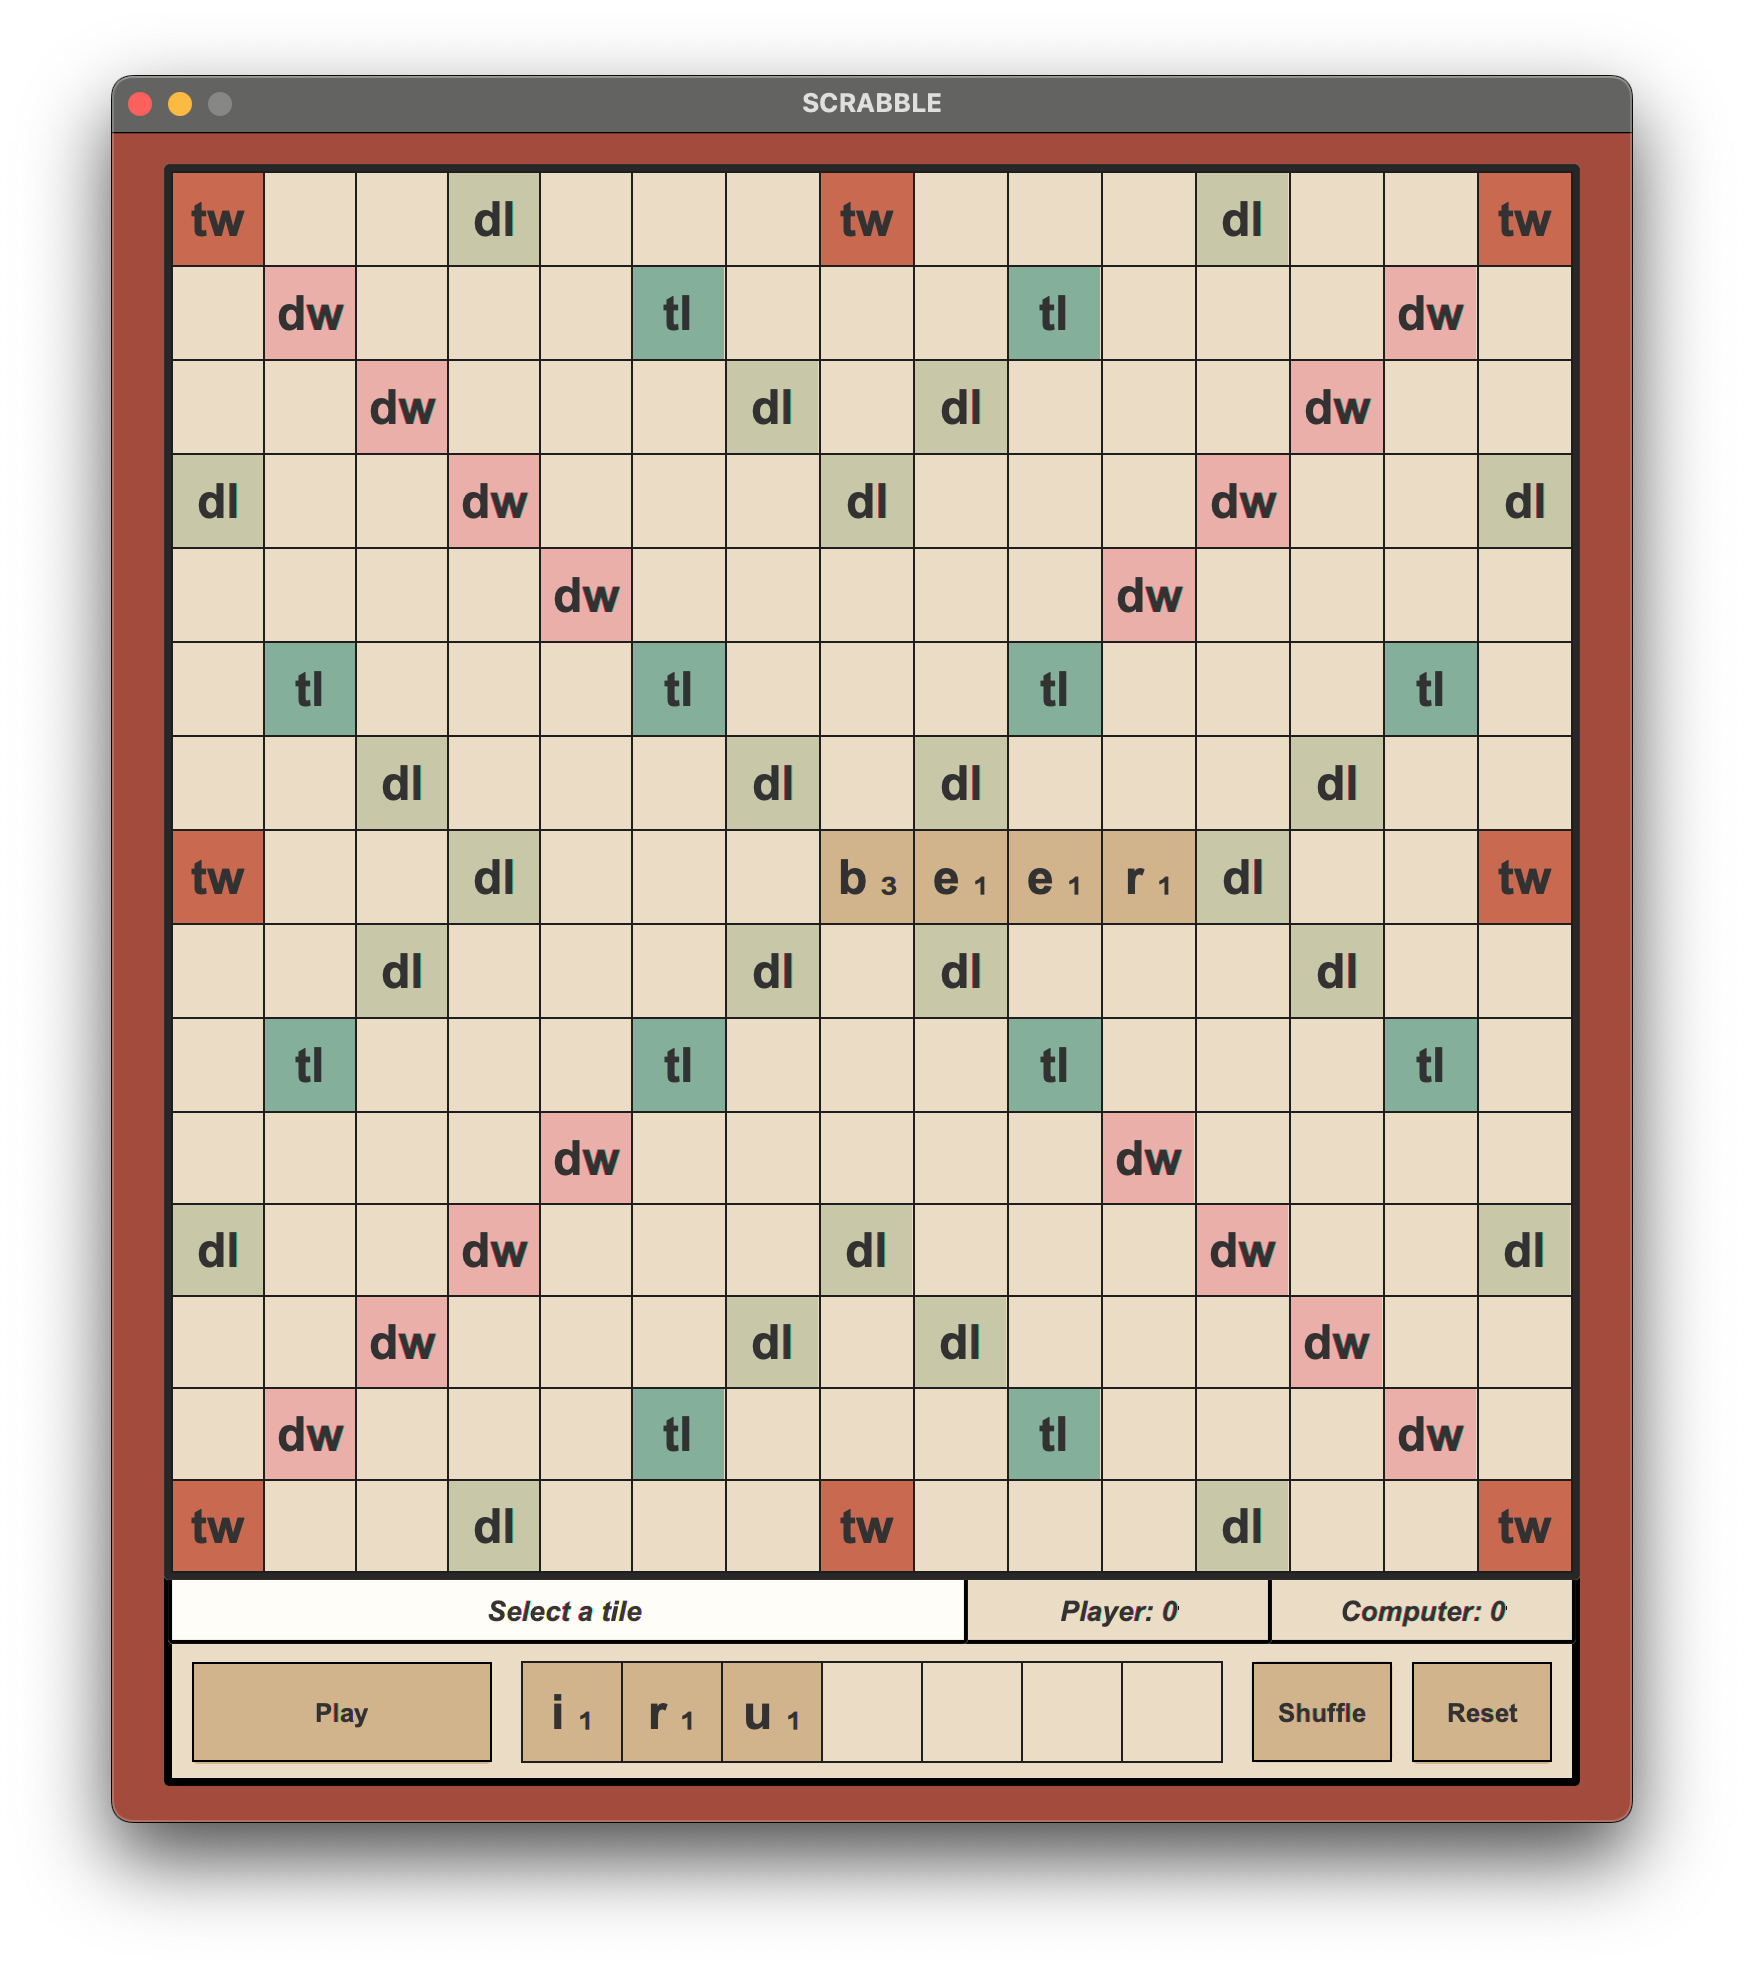 SCRABBLE
tw dl tw dl tw
dw tl tl dw
dw dl dl dw
dl dw dl dw dl
dw dw
tl tl tl tl
dl dl dl dl
tw dl b 3 e 1 e 1 r 1 dl tw
dl dl dl dl
tl tl tl tl
dw dw
dl dw dl dw dl
dw dl dl dw
dw tl tl dw
tw dl tw dl tw
Select a tile Player: 0 Computer: 0
Play i 1 r 1 u 1 Shuffle Reset